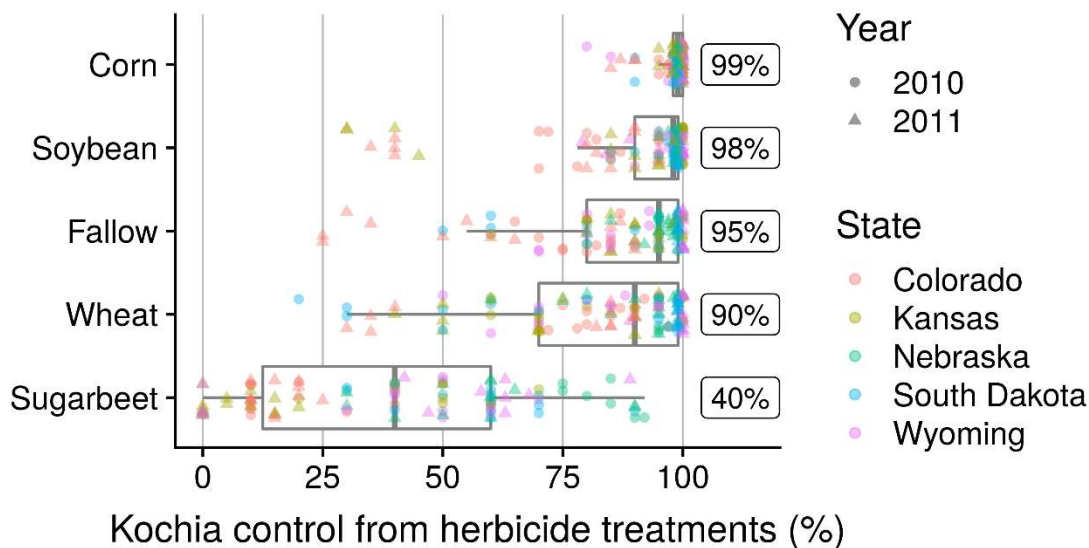 Corn
99%
Soybean
98%
Fallow
95%
Wheat
90%
Sugarbeet
40%
0 25 50 75 100
Kochia control from herbicide treatments (%)
Year
2010
2011
State
Colorado
Kansas
Nebraska
South Dakota
Wyoming